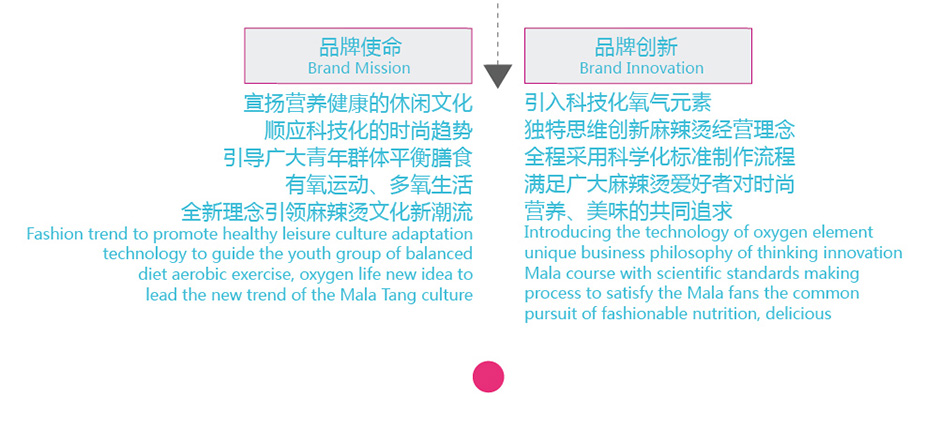 品牌使命
Brand Mission
宣扬营养健康的休闲文化
顺应科技化的时尚趋势
引导广大青年群体平衡膳食
有氧运动、多氧生活
全新理念引领麻辣烫文化新潮流
Fashion trend to promote healthy leisure culture adaptation
technology to guide the youth group of balanced
diet aerobic exercise, oxygen life new idea to
lead the new trend of the Mala Tang culture
品牌创新
Brand Innovation
引入科技化氧气元素
独特思维创新麻辣烫经营理念
全程采用科学化标准制作流程
满足广大麻辣烫爱好者对时尚
营养、美味的共同追求
Introducing the technology of oxygen element
unique business philosophy of thinking innovation
Mala course with scientific standards making
process to satisfy the Mala fans the common
pursuit of fashionable nutrition, delicious